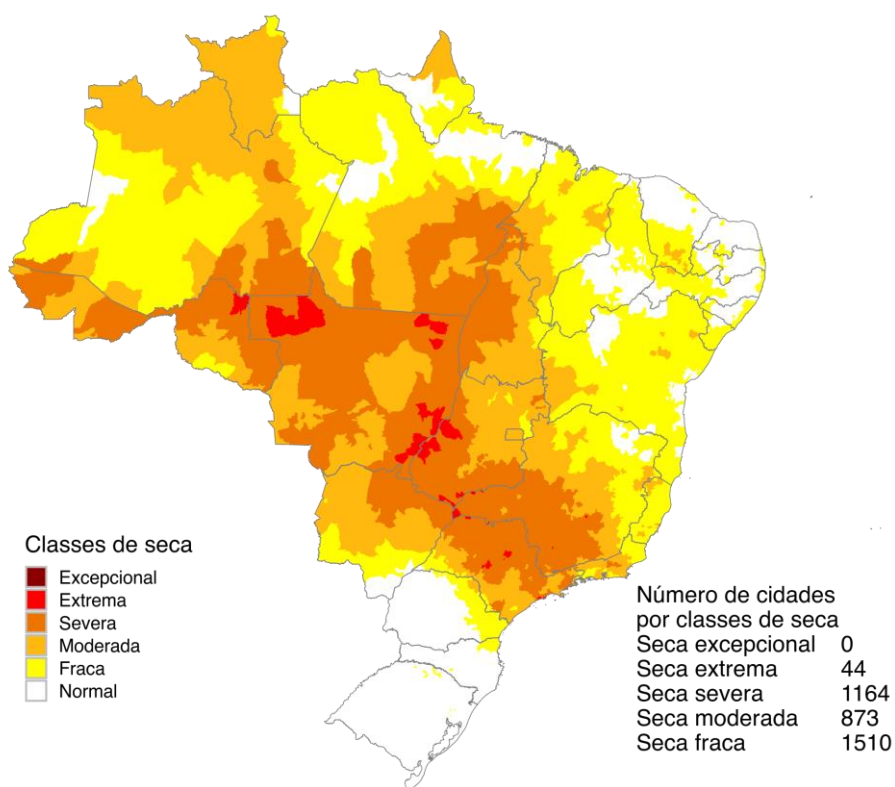 Classes de seca
Excepcional
Extrema
Severa
Moderada
Fraca
Normal
Número de cidades
por classes de seca
Seca excepcional 0
Seca extrema 44
Seca severa 1164
Seca moderada 873
Seca fraca 1510